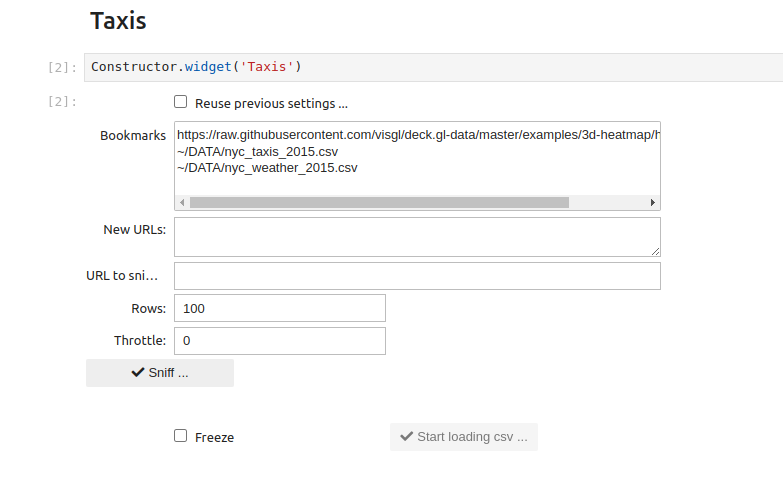 Taxis
[2]: Constructor.widget('Taxis')
[2]: Reuse previous settings ...
Bookmarks
https://raw.githubusercontent.com/visgl/deck.gl-data/master/examples/3d-heatmap/h
~/DATA/nyc_taxis_2015.csv
~/DATA/nyc_weather_2015.csv
New URLs:
URL to sni…
Rows: 100
Throttle: 0
Sniff ...
Freeze
Start loading csv ...